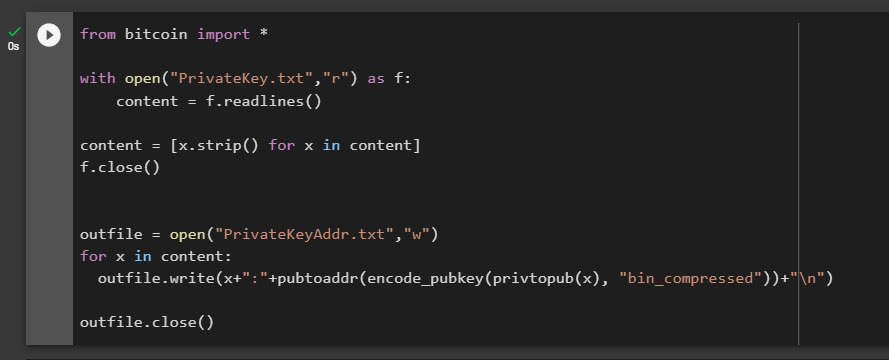 0s
from bitcoin import *
with open("PrivateKey.txt","r") as f:
    content = f.readlines()
content = [x.strip() for x in content]
f.close()
outfile = open("PrivateKeyAddr.txt","w")
for x in content:
  outfile.write(x+":"+pubtoaddr(encode_pubkey(privtopub(x), "bin_compressed"))+"\n")
outfile.close()